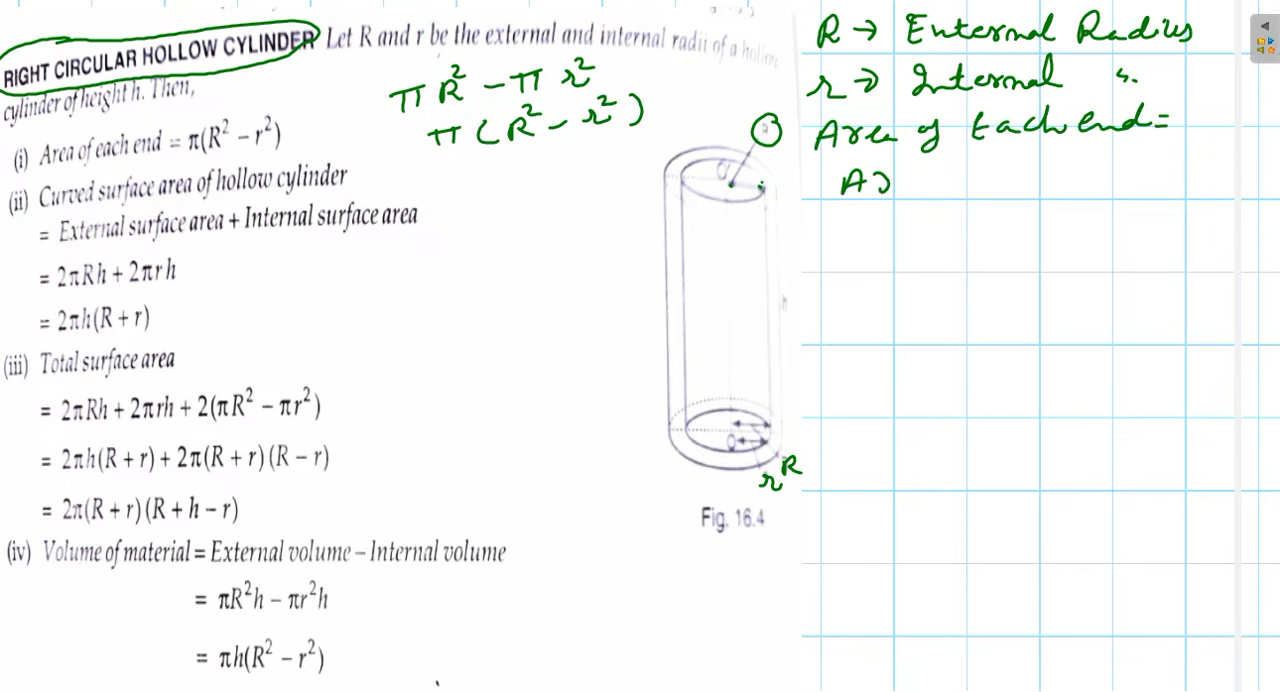 RIGHT CIRCULAR HOLLOW CYLINDER Let R and r be the external and internal radii of a hollow
cylinder of height h. Then,
πR² – πr²
π(R² – r²)
(i) Area of each end = π(R² – r²)
(ii) Curved surface area of hollow cylinder
= External surface area + Internal surface area
= 2πRh + 2πrh
= 2πh(R + r)
(iii) Total surface area
= 2πRh + 2πrh + 2(πR² – πr²)
= 2πh(R + r) + 2π(R + r)(R – r)
= 2π(R + r)(R + h – r)
(iv) Volume of material = External volume – Internal volume
= πR²h – πr²h
= πh(R² – r²)
h
r R
Fig. 16.4
R → External Radius
r → Internal "
Area of Each end =